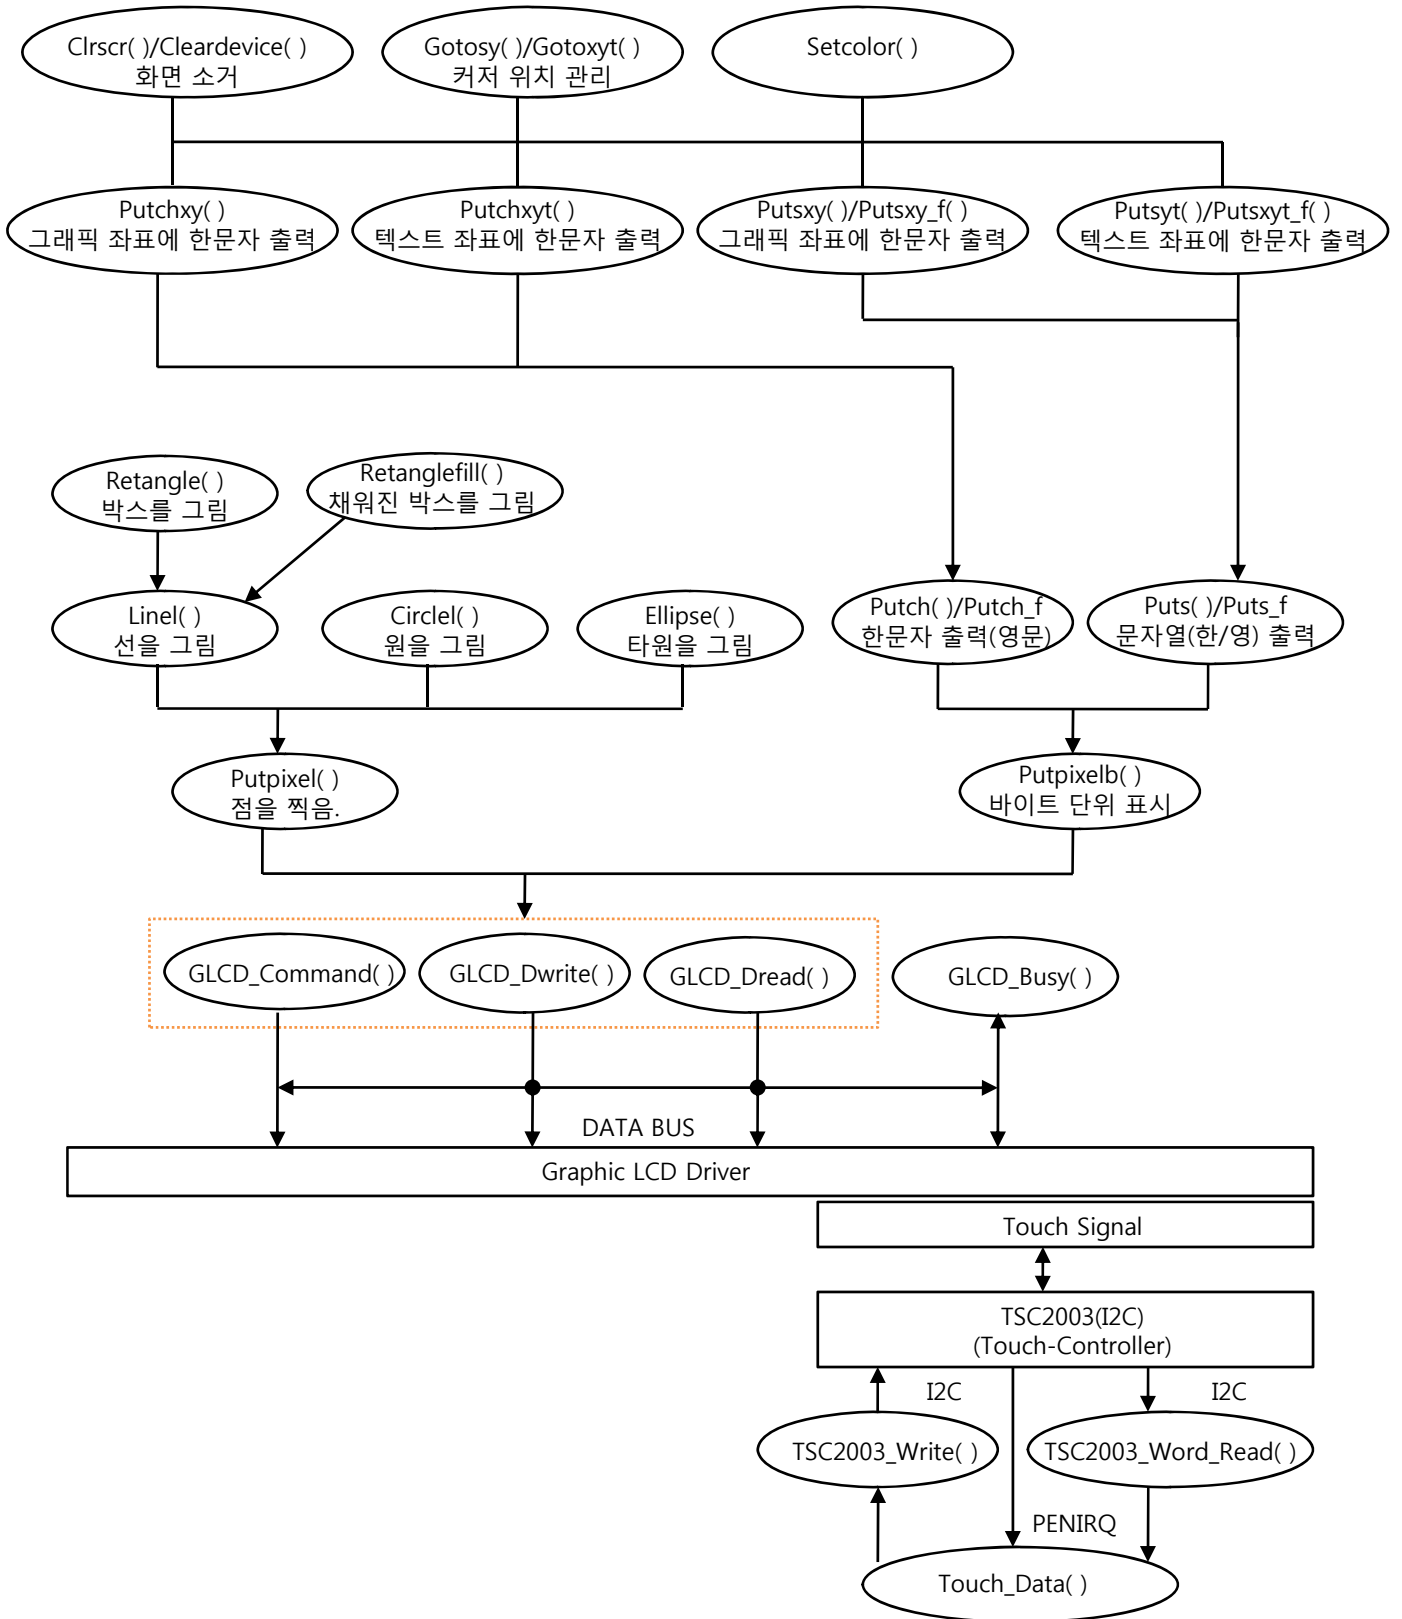 Clrscr( )/Cleardevice( )
화면 소거
Gotosy( )/Gotoxyt( )
커저 위치 관리
Setcolor( )
Putchxy( )
그래픽 좌표에 한문자 출력
Putchxyt( )
텍스트 좌표에 한문자 출력
Putsxy( )/Putsxy_f( )
그래픽 좌표에 한문자 출력
Putsyt( )/Putsxyt_f( )
텍스트 좌표에 한문자 출력
Retangle( )
박스를 그림
Retanglefill( )
채워진 박스를 그림
Linel( )
선을 그림
Circlel( )
원을 그림
Ellipse( )
타원을 그림
Putch( )/Putch_f
한문자 출력(영문)
Puts( )/Puts_f
문자열(한/영) 출력
Putpixel( )
점을 찍음.
Putpixelb( )
바이트 단위 표시
GLCD_Command( )
GLCD_Dwrite( )
GLCD_Dread( )
GLCD_Busy( )
DATA BUS
Graphic LCD Driver
Touch Signal
TSC2003(I2C)
(Touch-Controller)
I2C
I2C
TSC2003_Write( )
TSC2003_Word_Read( )
PENIRQ
Touch_Data( )